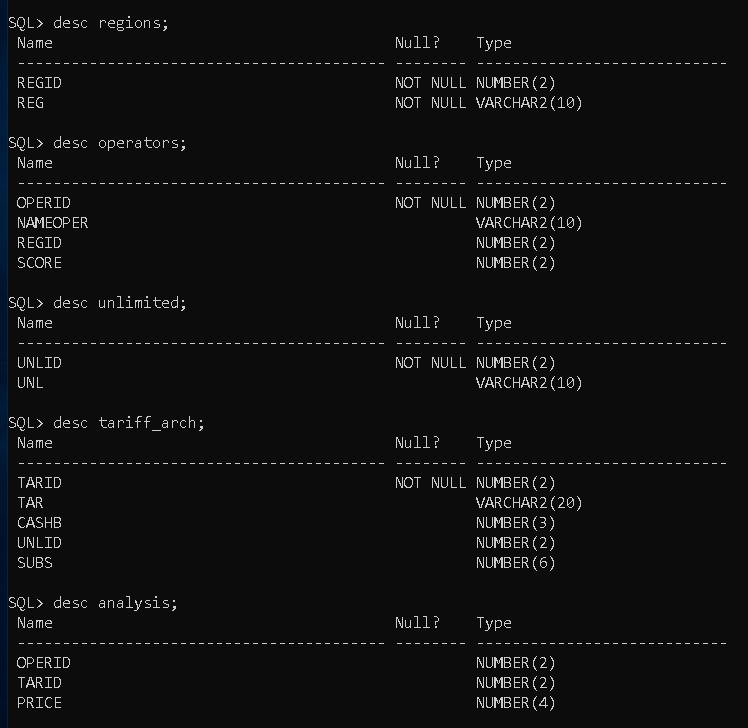 SQL> desc regions;
 Name                                      Null?    Type
 ----------------------------------------- -------- ----------------------------
 REGID                                     NOT NULL NUMBER(2)
 REG                                       NOT NULL VARCHAR2(10)
SQL> desc operators;
 Name                                      Null?    Type
 ----------------------------------------- -------- ----------------------------
 OPERID                                    NOT NULL NUMBER(2)
 NAMEOPER                                           VARCHAR2(10)
 REGID                                              NUMBER(2)
 SCORE                                              NUMBER(2)
SQL> desc unlimited;
 Name                                      Null?    Type
 ----------------------------------------- -------- ----------------------------
 UNLID                                     NOT NULL NUMBER(2)
 UNL                                                VARCHAR2(10)
SQL> desc tariff_arch;
 Name                                      Null?    Type
 ----------------------------------------- -------- ----------------------------
 TARID                                     NOT NULL NUMBER(2)
 TAR                                                VARCHAR2(20)
 CASHB                                              NUMBER(3)
 UNLID                                              NUMBER(2)
 SUBS                                               NUMBER(6)
SQL> desc analysis;
 Name                                      Null?    Type
 ----------------------------------------- -------- ----------------------------
 OPERID                                             NUMBER(2)
 TARID                                              NUMBER(2)
 PRICE                                              NUMBER(4)